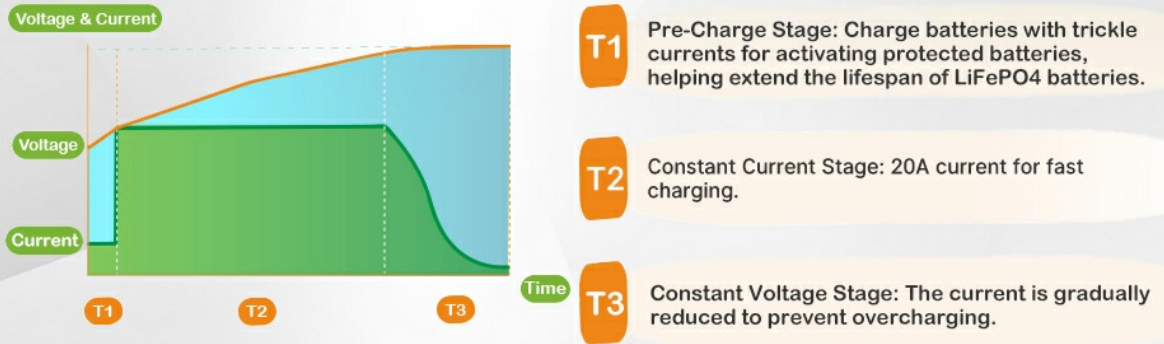 Voltage & Current
Voltage
Current
Time
T1
T2
T3
T1
Pre-Charge Stage: Charge batteries with trickle
currents for activating protected batteries,
helping extend the lifespan of LiFePO4 batteries.
T2
Constant Current Stage: 20A current for fast
charging.
T3
Constant Voltage Stage: The current is gradually
reduced to prevent overcharging.